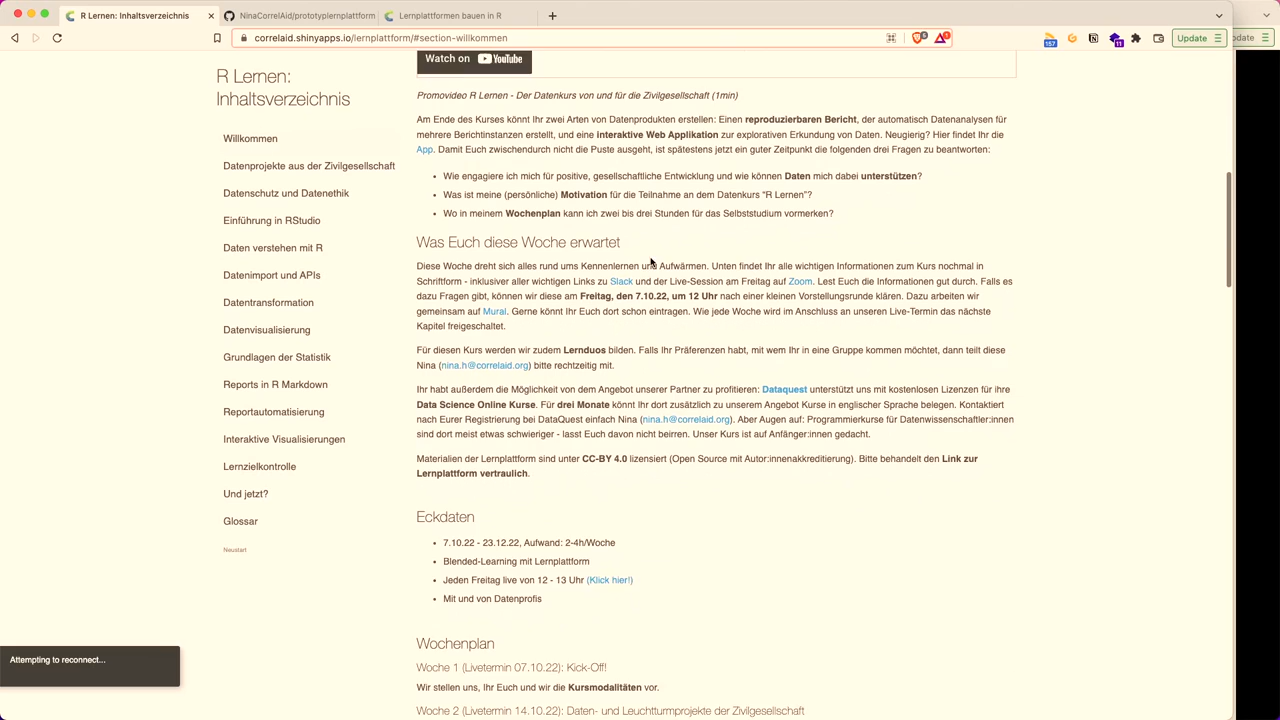 R Lernen: Inhaltsverzeichnis
NinaCorrelAid/prototyplernplattform
Lernplattformen bauen in R
correlaid.shinyapps.io/lernplattform/#section-willkommen
157
6
1
11
Update
R Lernen:
Inhaltsverzeichnis
Willkommen
Datenprojekte aus der Zivilgesellschaft
Datenschutz und Datenethik
Einführung in RStudio
Daten verstehen mit R
Datenimport und APIs
Datentransformation
Datenvisualisierung
Grundlagen der Statistik
Reports in R Markdown
Reportautomatisierung
Interaktive Visualisierungen
Lernzielkontrolle
Und jetzt?
Glossar
Neustart
Attempting to reconnect...
Watch on YouTube
Promovideo R Lernen - Der Datenkurs von und für die Zivilgesellschaft (1min)
Am Ende des Kurses könnt Ihr zwei Arten von Datenprodukten erstellen: Einen reproduzierbaren Bericht, der automatisch Datenanalysen für
mehrere Berichtinstanzen erstellt, und eine interaktive Web Applikation zur explorativen Erkundung von Daten. Neugierig? Hier findet Ihr die
App. Damit Euch zwischendurch nicht die Puste ausgeht, ist spätestens jetzt ein guter Zeitpunkt die folgenden drei Fragen zu beantworten:
• Wie engagiere ich mich für positive, gesellschaftliche Entwicklung und wie können Daten mich dabei unterstützen?
• Was ist meine (persönliche) Motivation für die Teilnahme an dem Datenkurs “R Lernen”?
• Wo in meinem Wochenplan kann ich zwei bis drei Stunden für das Selbststudium vormerken?
Was Euch diese Woche erwartet
Diese Woche dreht sich alles rund ums Kennenlernen und Aufwärmen. Unten findet Ihr alle wichtigen Informationen zum Kurs nochmal in
Schriftform - inklusiver aller wichtigen Links zu Slack und der Live-Session am Freitag auf Zoom. Lest Euch die Informationen gut durch. Falls es
dazu Fragen gibt, können wir diese am Freitag, den 7.10.22, um 12 Uhr nach einer kleinen Vorstellungsrunde klären. Dazu arbeiten wir
gemeinsam auf Mural. Gerne könnt Ihr Euch dort schon eintragen. Wie jede Woche wird im Anschluss an unseren Live-Termin das nächste
Kapitel freigeschaltet.
Für diesen Kurs werden wir zudem Lernduos bilden. Falls Ihr Präferenzen habt, mit wem Ihr in eine Gruppe kommen möchtet, dann teilt diese
Nina (nina.h@correlaid.org) bitte rechtzeitig mit.
Ihr habt außerdem die Möglichkeit von dem Angebot unserer Partner zu profitieren: Dataquest unterstützt uns mit kostenlosen Lizenzen für ihre
Data Science Online Kurse. Für drei Monate könnt Ihr dort zusätzlich zu unserem Angebot Kurse in englischer Sprache belegen. Kontaktiert
nach Eurer Registrierung bei DataQuest einfach Nina (nina.h@correlaid.org). Aber Augen auf: Programmierkurse für Datenwissenschaftler:innen
sind dort meist etwas schwieriger - lasst Euch davon nicht beirren. Unser Kurs ist auf Anfänger:innen gedacht.
Materialien der Lernplattform sind unter CC-BY 4.0 lizensiert (Open Source mit Autor:innenakkreditierung). Bitte behandelt den Link zur
Lernplattform vertraulich.
Eckdaten
• 7.10.22 - 23.12.22, Aufwand: 2-4h/Woche
• Blended-Learning mit Lernplattform
• Jeden Freitag live von 12 - 13 Uhr (Klick hier!)
• Mit und von Datenprofis
Wochenplan
Woche 1 (Livetermin 07.10.22): Kick-Off!
Wir stellen uns, Ihr Euch und wir die Kursmodalitäten vor.
Woche 2 (Livetermin 14.10.22): Daten- und Leuchtturmprojekte der Zivilgesellschaft